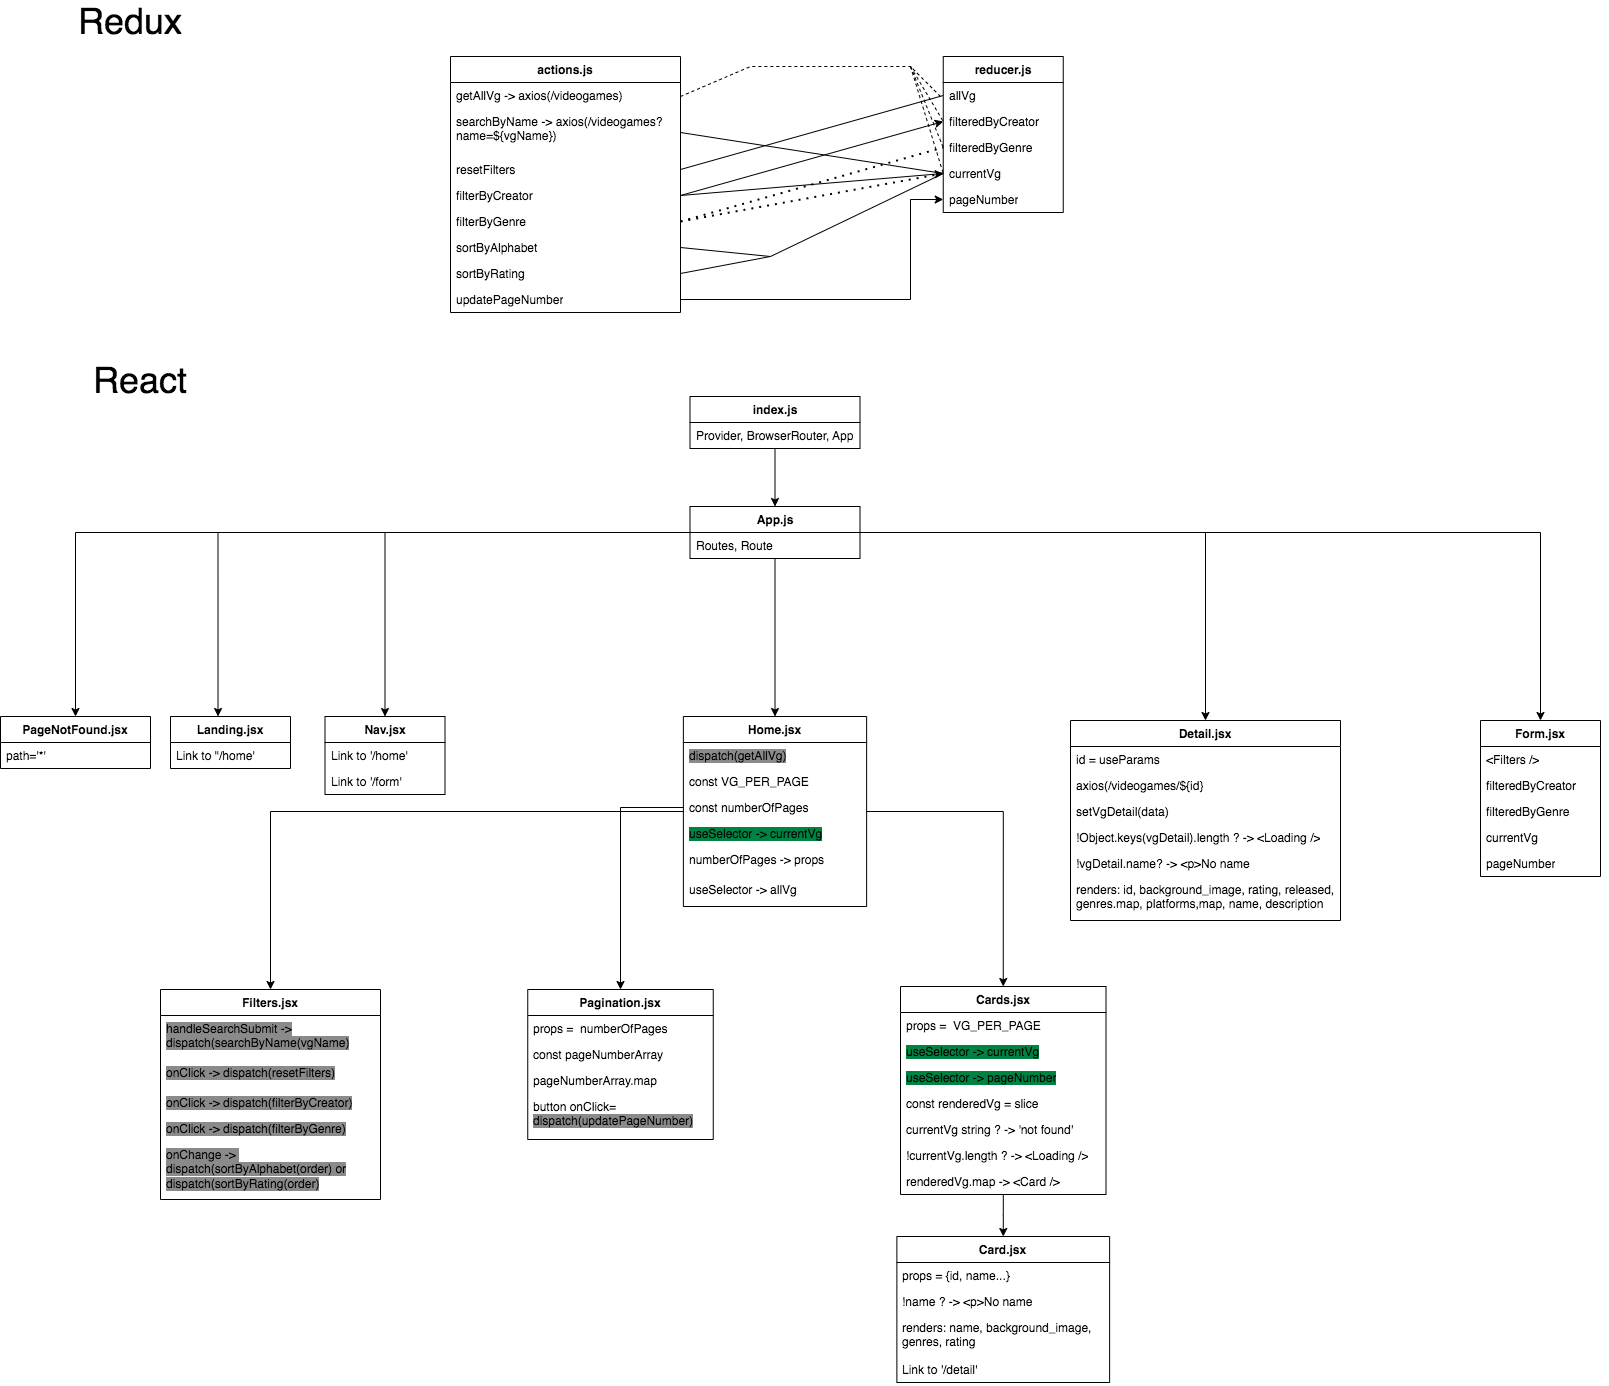 Redux
actions.js
getAllVg -> axios(/videogames)
searchByName -> axios(/videogames?
name=${vgName})
resetFilters
filterByCreator
filterByGenre
sortByAlphabet
sortByRating
updatePageNumber
reducer.js
allVg
filteredByCreator
filteredByGenre
currentVg
pageNumber
React
index.js
Provider, BrowserRouter, App
App.js
Routes, Route
PageNotFound.jsx
path='*'
Landing.jsx
Link to "/home'
Nav.jsx
Link to '/home'
Link to '/form'
Home.jsx
dispatch(getAllVg)
const VG_PER_PAGE
const numberOfPages
useSelector -> currentVg
numberOfPages -> props
useSelector -> allVg
Detail.jsx
id = useParams
axios(/videogames/${id}
setVgDetail(data)
!Object.keys(vgDetail).length ? -> <Loading />
!vgDetail.name? -> <p>No name
renders: id, background_image, rating, released,
genres.map, platforms,map, name, description
Form.jsx
<Filters />
filteredByCreator
filteredByGenre
currentVg
pageNumber
Filters.jsx
handleSearchSubmit ->
dispatch(searchByName(vgName)
onClick -> dispatch(resetFilters)
onClick -> dispatch(filterByCreator)
onClick -> dispatch(filterByGenre)
onChange ->
dispatch(sortByAlphabet(order) or
dispatch(sortByRating(order)
Pagination.jsx
props = numberOfPages
const pageNumberArray
pageNumberArray.map
button onClick=
dispatch(updatePageNumber)
Cards.jsx
props = VG_PER_PAGE
useSelector -> currentVg
useSelector -> pageNumber
const renderedVg = slice
currentVg string ? -> 'not found'
!currentVg.length ? -> <Loading />
renderedVg.map -> <Card />
Card.jsx
props = {id, name...}
!name ? -> <p>No name
renders: name, background_image,
genres, rating
Link to '/detail'